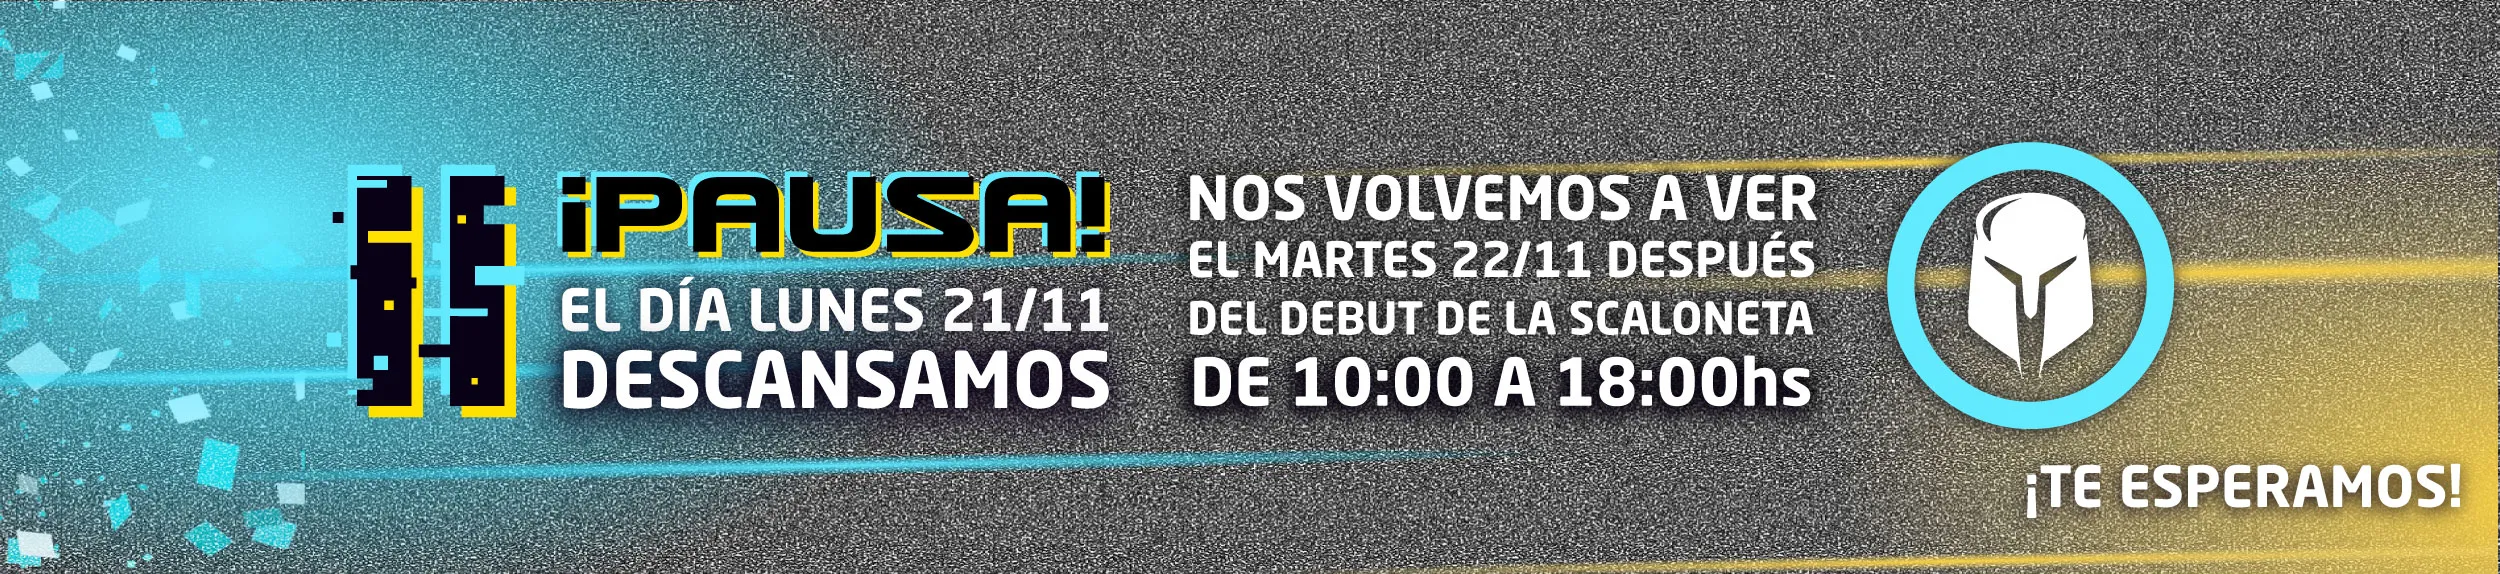 ¡PAUSA!
EL DÍA LUNES 21/11
DESCANSAMOS
NOS VOLVEMOS A VER
EL MARTES 22/11 DESPUÉS
DEL DEBUT DE LA SCALONETA
DE 10:00 A 18:00hs
¡TE ESPERAMOS!